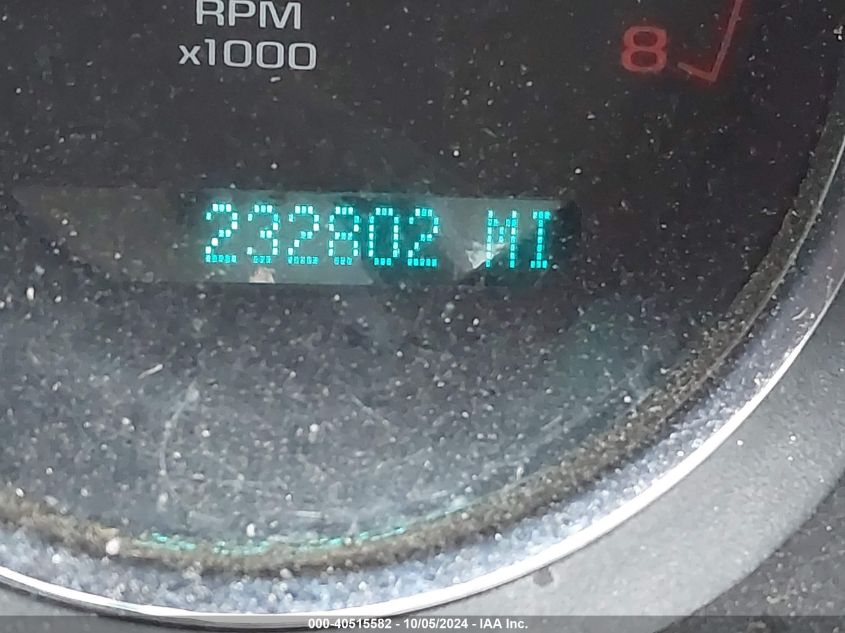 RPM
x1000
8
232802 MI
000-40515582 - 10/05/2024 - IAA Inc.